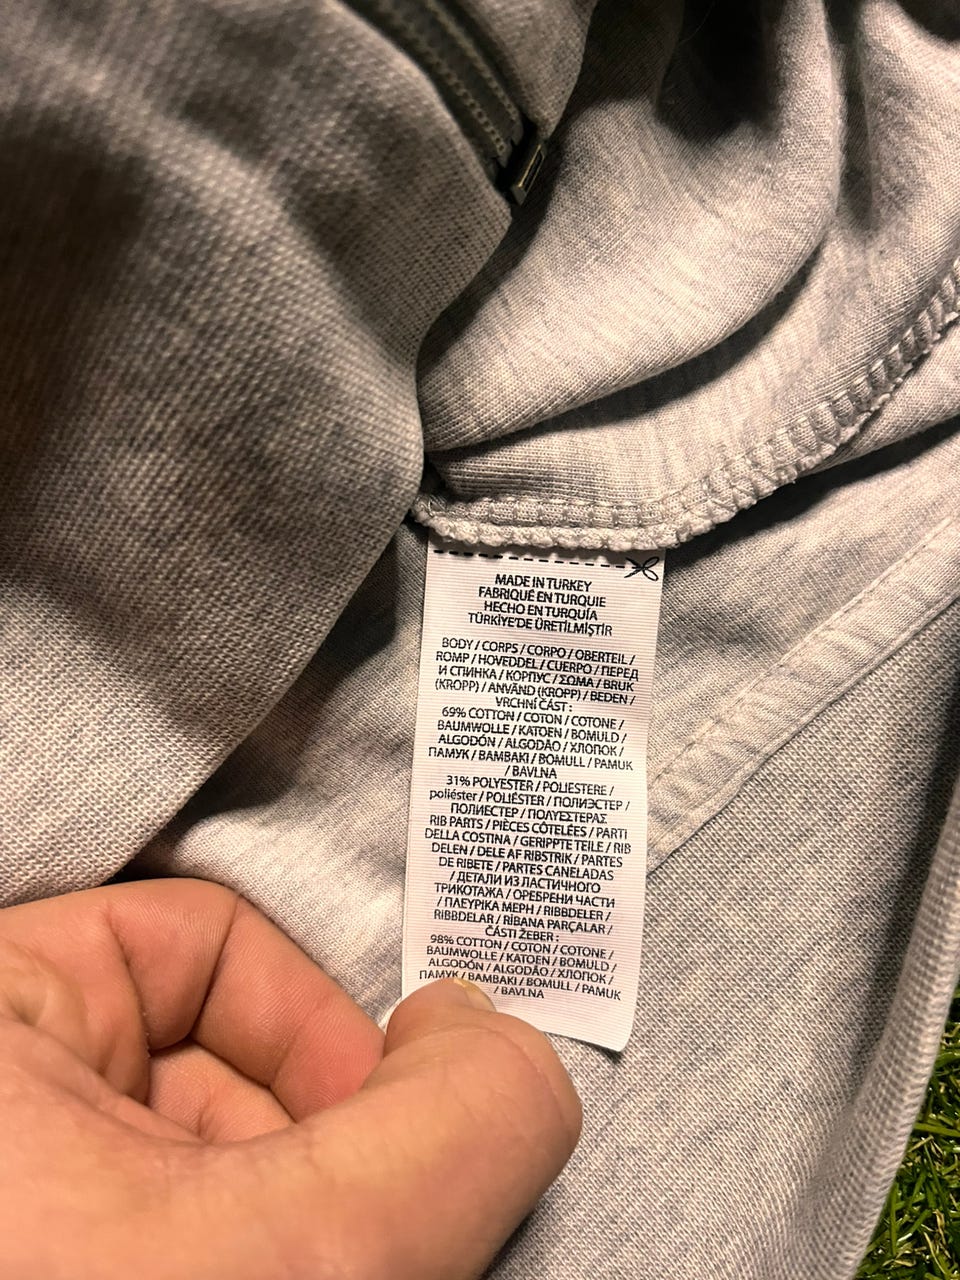 MADE IN TURKEY
FABRIQUÉ EN TURQUIE
HECHO EN TURQUÍA
TÜRKİYE'DE ÜRETİLMİŞTİR
BODY / CORPS / CORPO / OBERTEIL /
ROMP / HOVEDDEL / CUERPO / ПЕРЕД
И СПИНКА / КОРПУС / ΣΩΜΑ / BRUK
(KROPP) / ANVÄND (KROPP) / BEDEN /
VRCHNÍ ČÁST :
69% COTTON / COTON / COTONE /
BAUMWOLLE / KATOEN / BOMULD /
ALGODÓN / ALGODÃO / ХЛОПОК /
ПАМУК / ΒΑΜΒΑΚΙ / BOMULL / PAMUK
/ BAVLNA
31% POLYESTER / POLIESTERE /
poliéster / POLIÉSTER / ПОЛИЭСТЕР /
ПОЛИЕСТЕР / ΠΟΛΥΕΣΤΕΡΑΣ
RIB PARTS / PIÈCES CÔTELÉES / PARTI
DELLA COSTINA / GERIPPTE TEILE / RIB
DELEN / DELE AF RIBSTRIK / PARTES
DE RIBETE / PARTES CANELADAS
/ ДЕТАЛИ ИЗ ЛАСТИЧНОГО
ТРИКОТАЖА / ОРЕБРЕНИ ЧАСТИ
/ ΠΛΕΥΡΙΚΑ ΜΕΡΗ / RIBBDELER /
RIBBDELAR / RİBANA PARÇALAR /
ČÁSTI ŽEBER :
98% COTTON / COTON / COTONE /
BAUMWOLLE / KATOEN / BOMULD /
ALGODÓN / ALGODÃO / ХЛОПОК /
ПАМУК / ΒΑΜΒΑΚΙ / BOMULL / PAMUK
/ BAVLNA